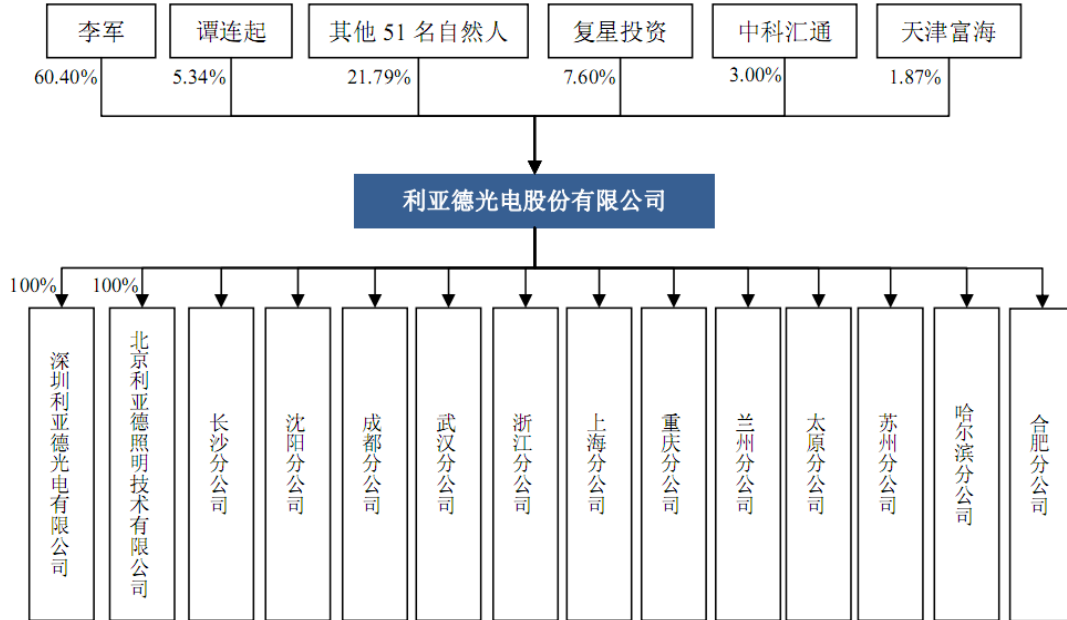 李军
谭连起
其他 51 名自然人
复星投资
中科汇通
天津富海
60.40%
5.34%
21.79%
7.60%
3.00%
1.87%
利亚德光电股份有限公司
100%
100%
深圳利亚德光电有限公司
北京利亚德照明技术有限公司
长沙分公司
沈阳分公司
成都分公司
武汉分公司
浙江分公司
上海分公司
重庆分公司
兰州分公司
太原分公司
苏州分公司
哈尔滨分公司
合肥分公司